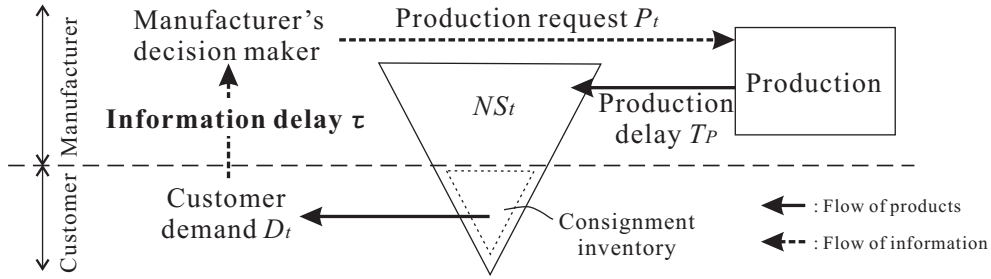 Manufacturer
Customer
Manufacturer's
decision maker
Production request Pt
Production
NSt
Production
delay TP
Information delay τ
Customer
demand Dt
Consignment
inventory
: Flow of products
: Flow of information